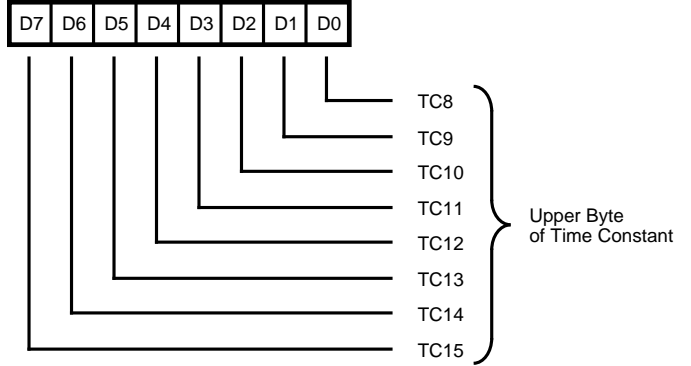 D7 D6 D5 D4 D3 D2 D1 D0
TC8
TC9
TC10
TC11
TC12
TC13
TC14
TC15
Upper Byte
of Time Constant